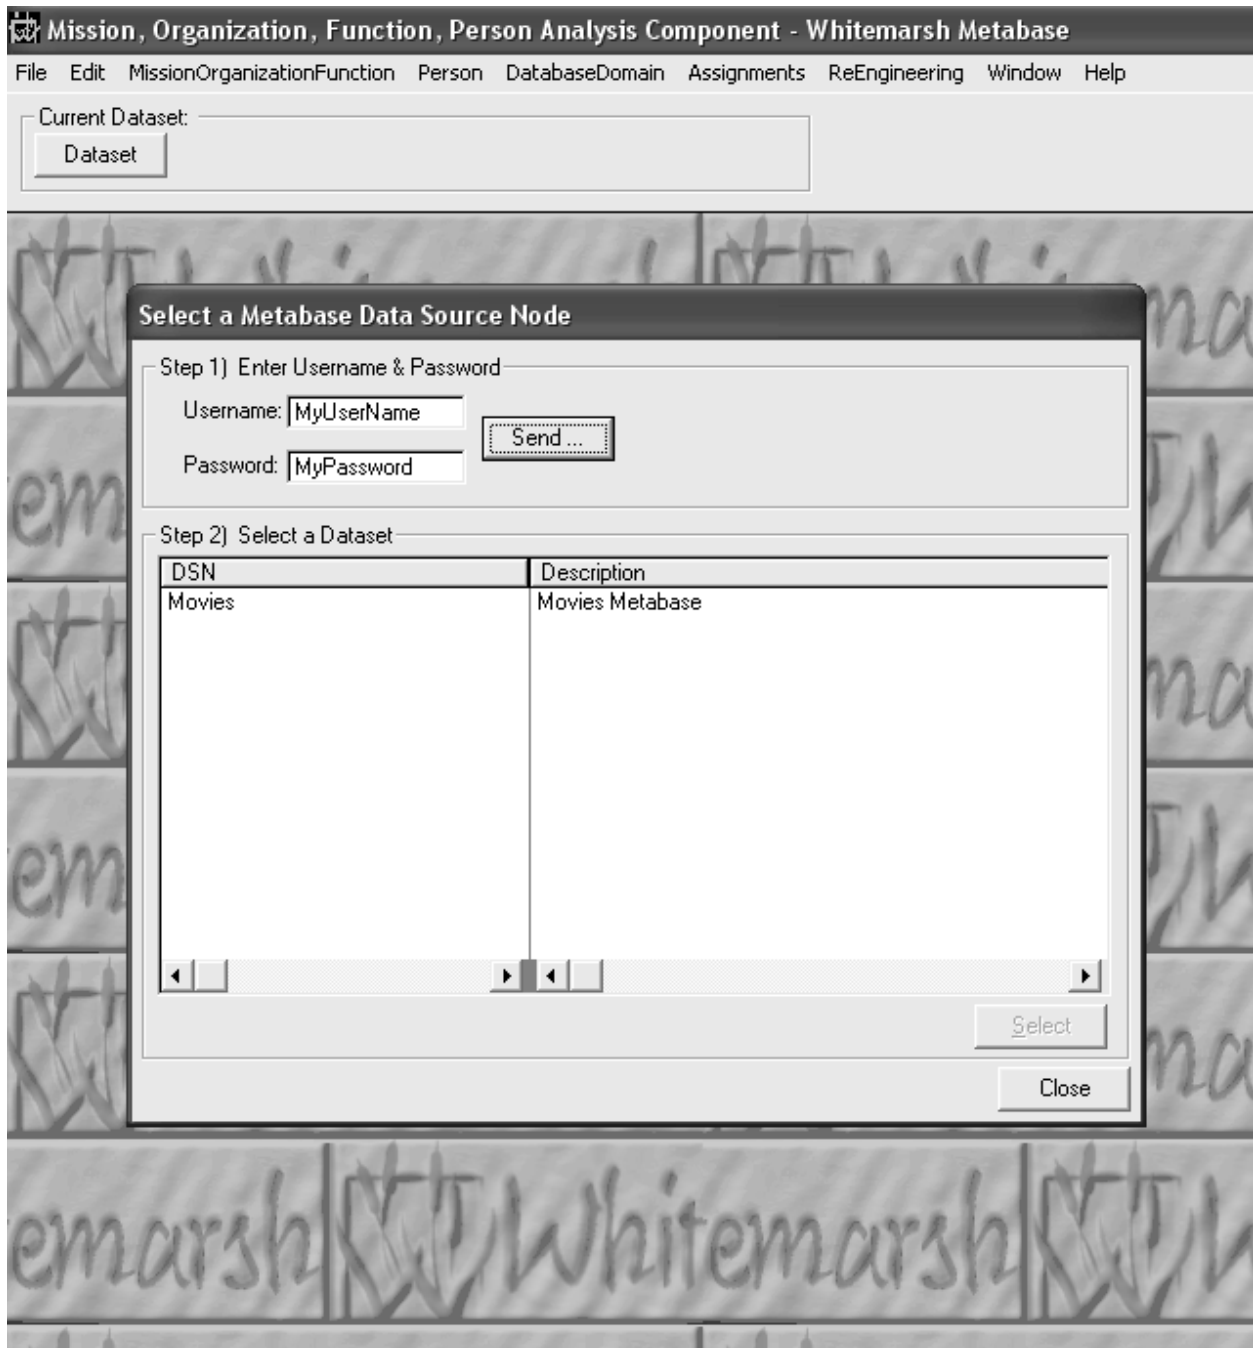 Mission, Organization, Function, Person Analysis Component - Whitemarsh Metabase
File Edit MissionOrganizationFunction Person DatabaseDomain Assignments ReEngineering Window Help
Current Dataset:
Dataset
Select a Metabase Data Source Node
Step 1) Enter Username & Password
Username: MyUserName
Send ...
Password: MyPassword
Step 2) Select a Dataset
DSN Description
Movies Movies Metabase
Select
Close
emarsh Whitemarsh W